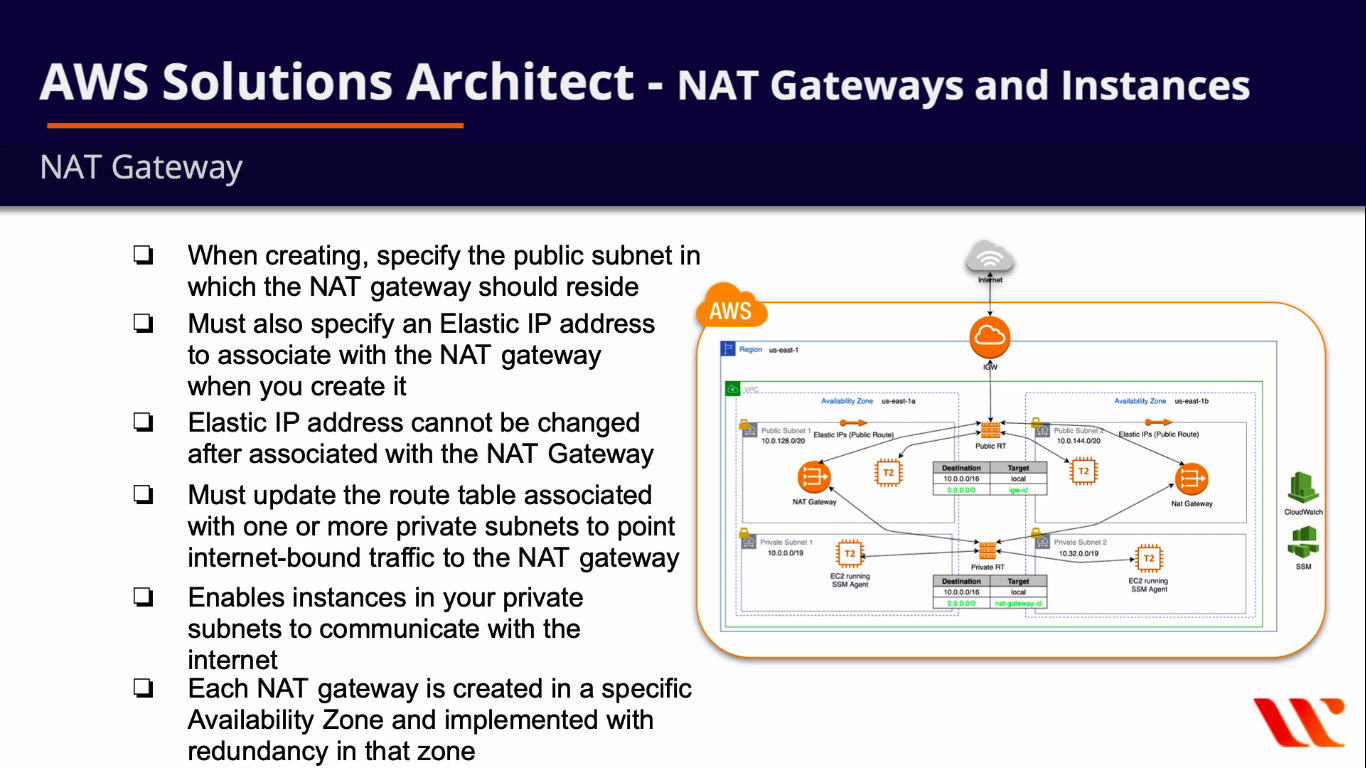 AWS Solutions Architect - NAT Gateways and Instances
NAT Gateway
When creating, specify the public subnet in
which the NAT gateway should reside
Must also specify an Elastic IP address
to associate with the NAT gateway
when you create it
Elastic IP address cannot be changed
after associated with the NAT Gateway
Must update the route table associated
with one or more private subnets to point
internet-bound traffic to the NAT gateway
Enables instances in your private
subnets to communicate with the
internet
Each NAT gateway is created in a specific
Availability Zone and implemented with
redundancy in that zone
Internet
AWS
IGW
Region us-east-1
VPC
Availability Zone us-east-1a
Availability Zone us-east-1b
Public Subnet 1
10.0.128.0/20
Elastic IPs (Public Route)
Public RT
Public Subnet 2
10.0.144.0/20
Elastic IPs (Public Route)
T2
T2
NAT Gateway
Nat Gateway
Destination Target
10.0.0.0/16 local
0.0.0.0/0 igw-id
Private Subnet 1
10.0.0.0/19
T2
EC2 running
SSM Agent
Private RT
Private Subnet 2
10.32.0.0/19
T2
EC2 running
SSM Agent
Destination Target
10.0.0.0/16 local
0.0.0.0/0 nat-gateway-id
CloudWatch
SSM